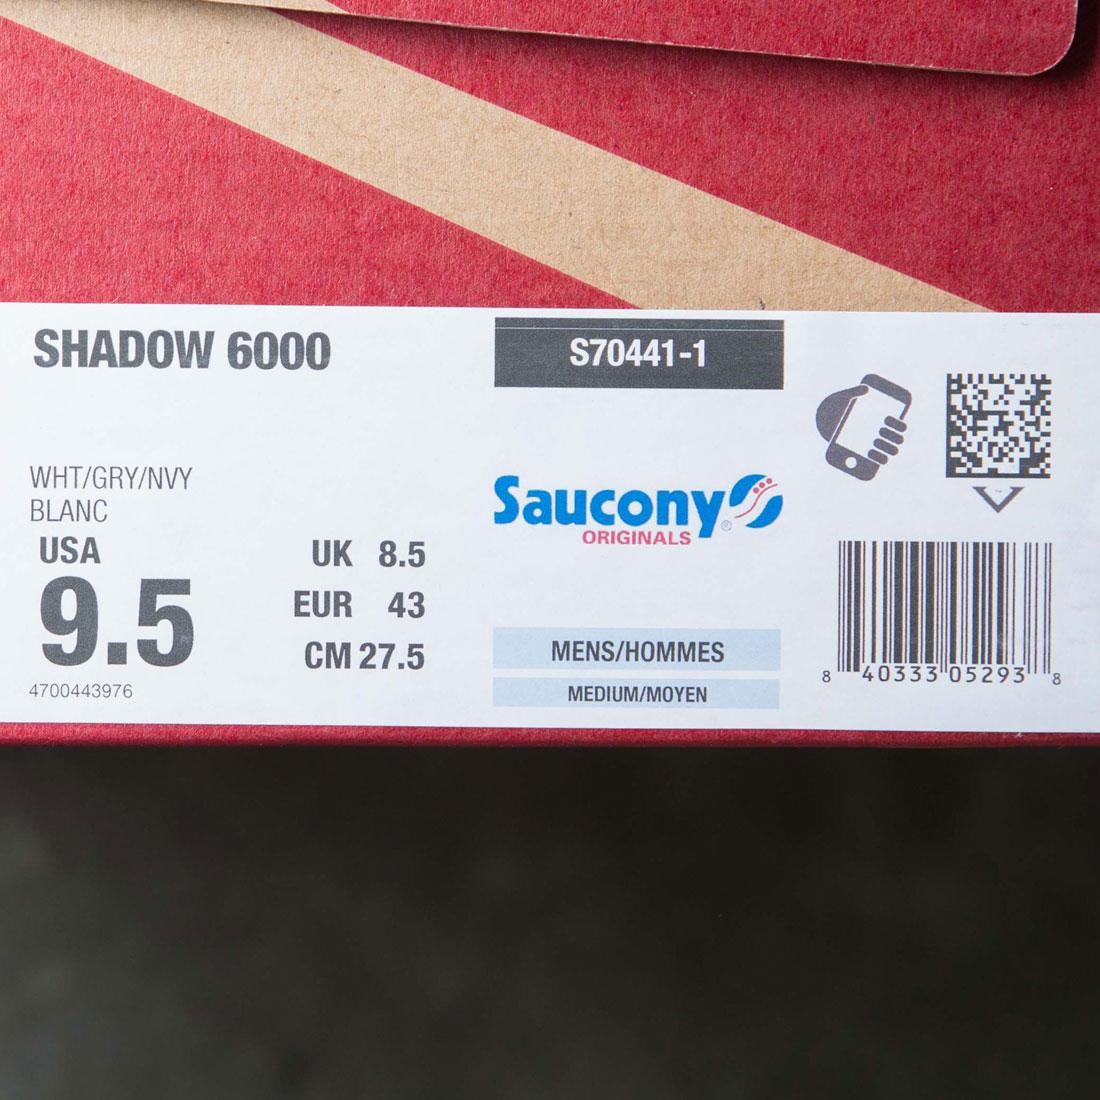 SHADOW 6000
S70441-1
WHT/GRY/NVY
BLANC
USA
9.5
UK 8.5
EUR 43
CM 27.5
4700443976
Saucony®
ORIGINALS
MENS/HOMMES
MEDIUM/MOYEN
8 40333 05293 8